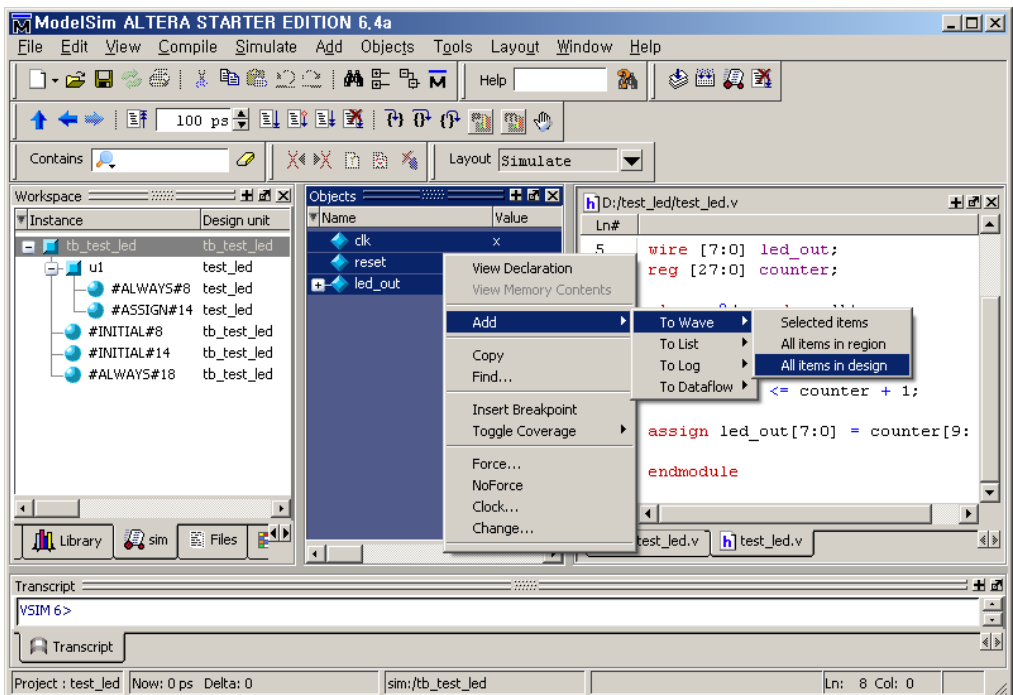 ModelSim ALTERA STARTER EDITION 6.4a
File Edit View Compile Simulate Add Objects Tools Layout Window Help
Help
100 ps
Contains
Layout Simulate
Workspace
Instance Design unit
tb_test_led tb_test_led
u1 test_led
#ALWAYS#8 test_led
#ASSIGN#14 test_led
#INITIAL#8 tb_test_led
#INITIAL#14 tb_test_led
#ALWAYS#18 tb_test_led
Library sim Files
Objects
Name Value
clk x
reset
led_out
View Declaration
View Memory Contents
Add
Copy
Find...
Insert Breakpoint
Toggle Coverage
Force...
NoForce
Clock...
Change...
To Wave
To List
To Log
To Dataflow
Selected items
All items in region
All items in design
D:/test_led/test_led.v
Ln#
5 wire [7:0] led_out;
reg [27:0] counter;
<= counter + 1;
assign led_out[7:0] = counter[9:
endmodule
test_led.v test_led.v
Transcript
VSIM 6>
Transcript
Project : test_led Now: 0 ps Delta: 0 sim:/tb_test_led Ln: 8 Col: 0